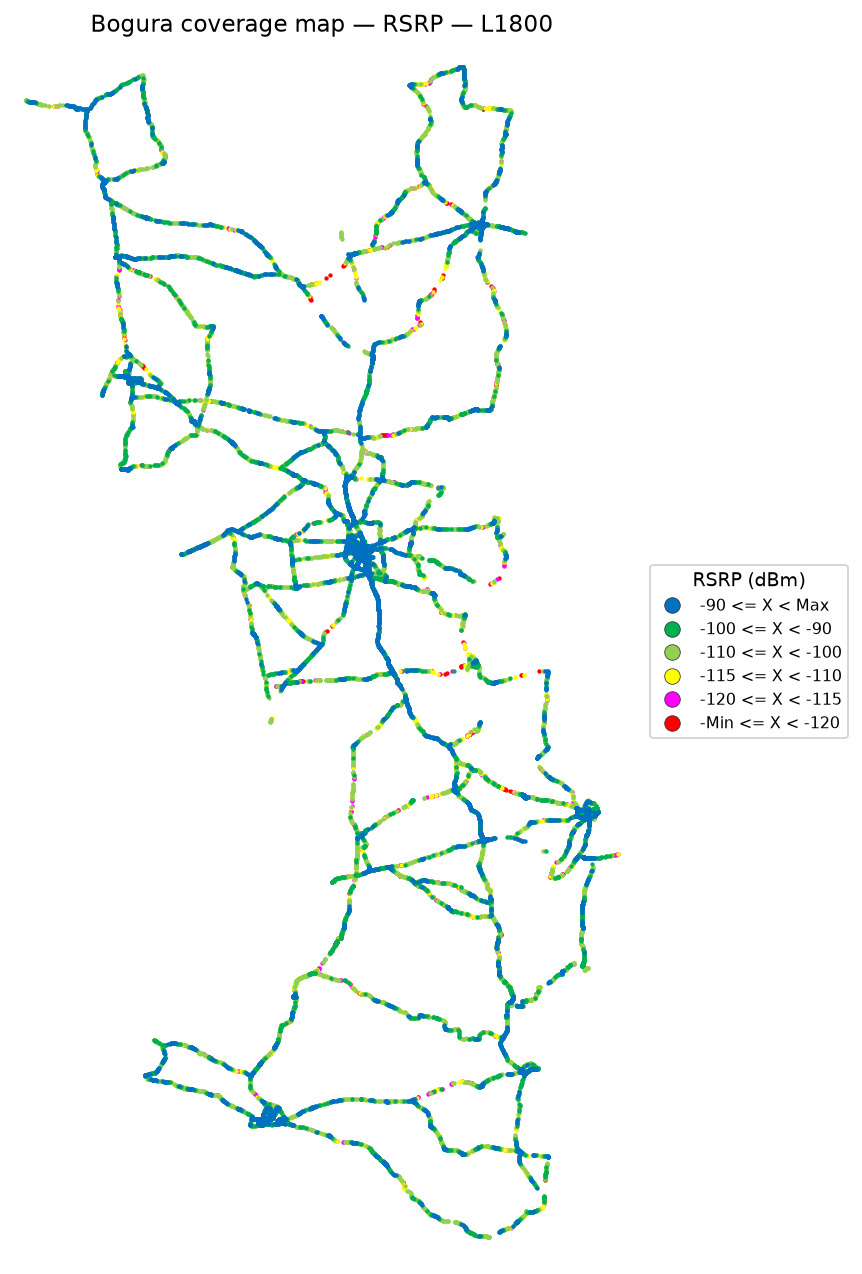 Bogura coverage map — RSRP — L1800
RSRP (dBm)
-90 <= X < Max
-100 <= X < -90
-110 <= X < -100
-115 <= X < -110
-120 <= X < -115
-Min <= X < -120